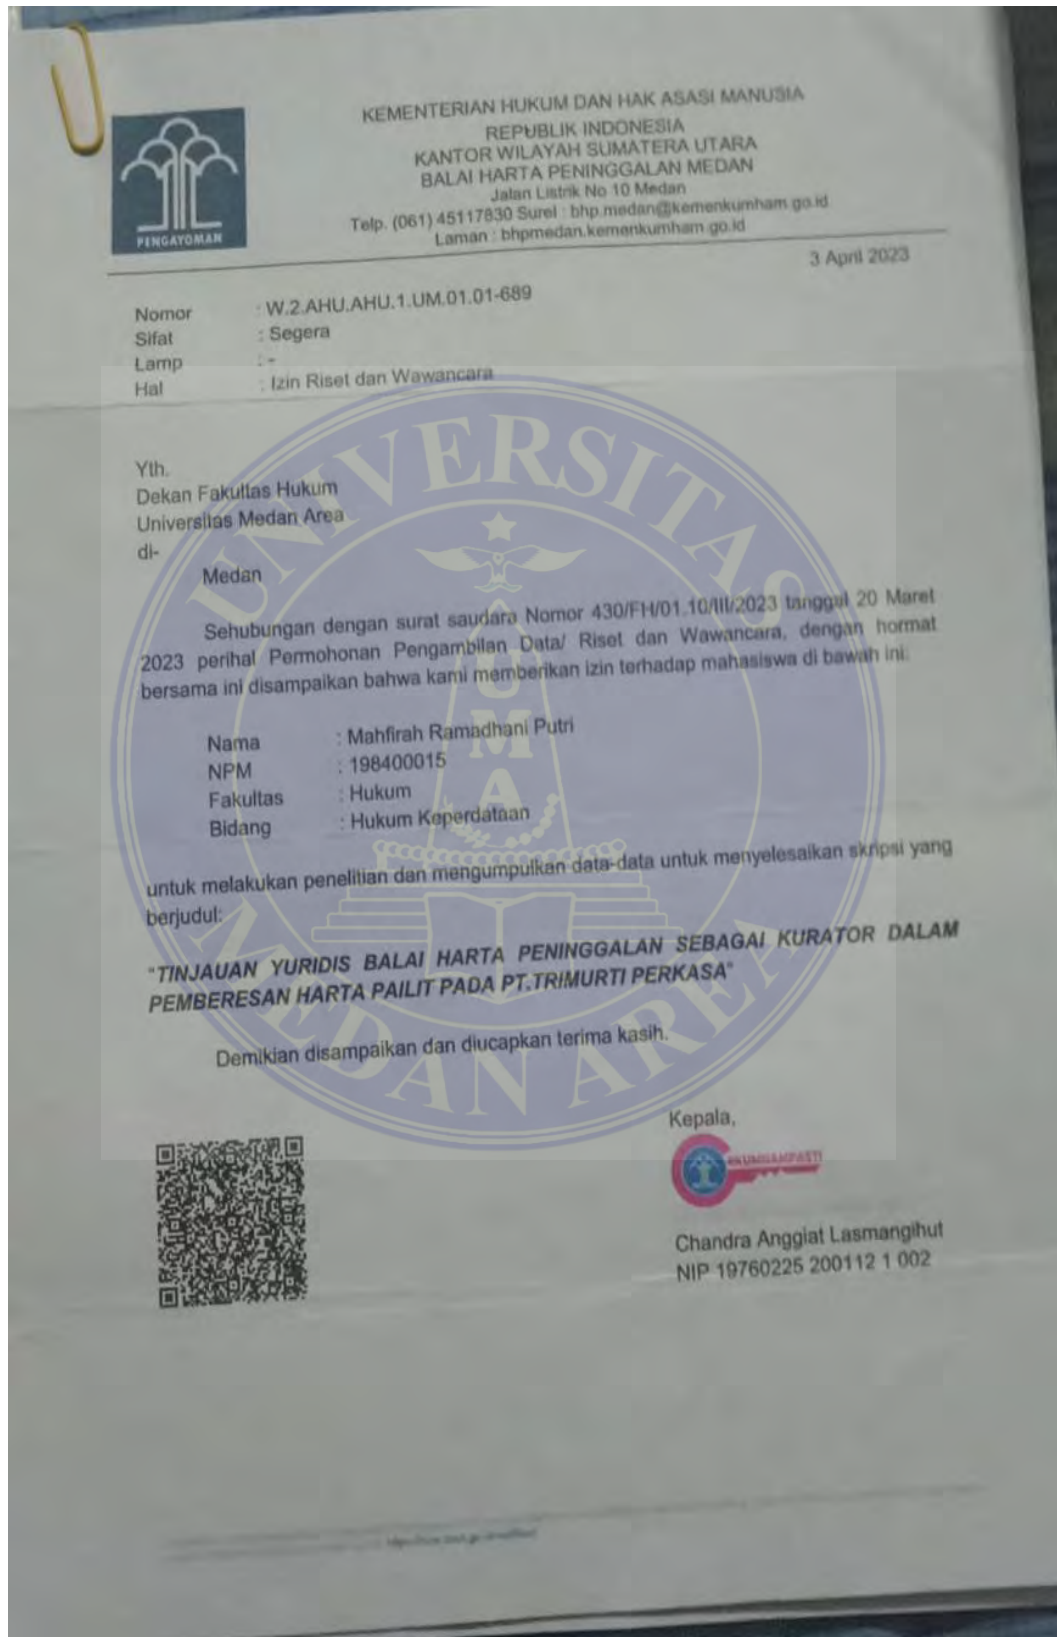 KEMENTERIAN HUKUM DAN HAK ASASI MANUSIA
REPUBLIK INDONESIA
KANTOR WILAYAH SUMATERA UTARA
BALAI HARTA PENINGGALAN MEDAN
Jalan Listrik No 10 Medan
Telp. (061) 45117830 Surel : bhp.medan@kemenkumham.go.id
Laman : bhpmedan.kemenkumham.go.id
PENGAYOMAN
3 April 2023
Nomor : W.2.AHU.AHU.1.UM.01.01-689
Sifat : Segera
Lamp : -
Hal : Izin Riset dan Wawancara
Yth.
Dekan Fakultas Hukum
Universitas Medan Area
di-
Medan
Sehubungan dengan surat saudara Nomor 430/FH/01.10/III/2023 tanggal 20 Maret
2023 perihal Permohonan Pengambilan Data/ Riset dan Wawancara, dengan hormat
bersama ini disampaikan bahwa kami memberikan izin terhadap mahasiswa di bawah ini:
Nama : Mahfirah Ramadhani Putri
NPM : 198400015
Fakultas : Hukum
Bidang : Hukum Keperdataan
untuk melakukan penelitian dan mengumpulkan data-data untuk menyelesaikan skripsi yang
berjudul:
"TINJAUAN YURIDIS BALAI HARTA PENINGGALAN SEBAGAI KURATOR DALAM
PEMBERESAN HARTA PAILIT PADA PT.TRIMURTI PERKASA"
Demikian disampaikan dan diucapkan terima kasih.
Kepala,
#KUMHAMPASTI
Chandra Anggiat Lasmangihut
NIP 19760225 200112 1 002
UNIVERSITAS
UMA
MEDAN AREA